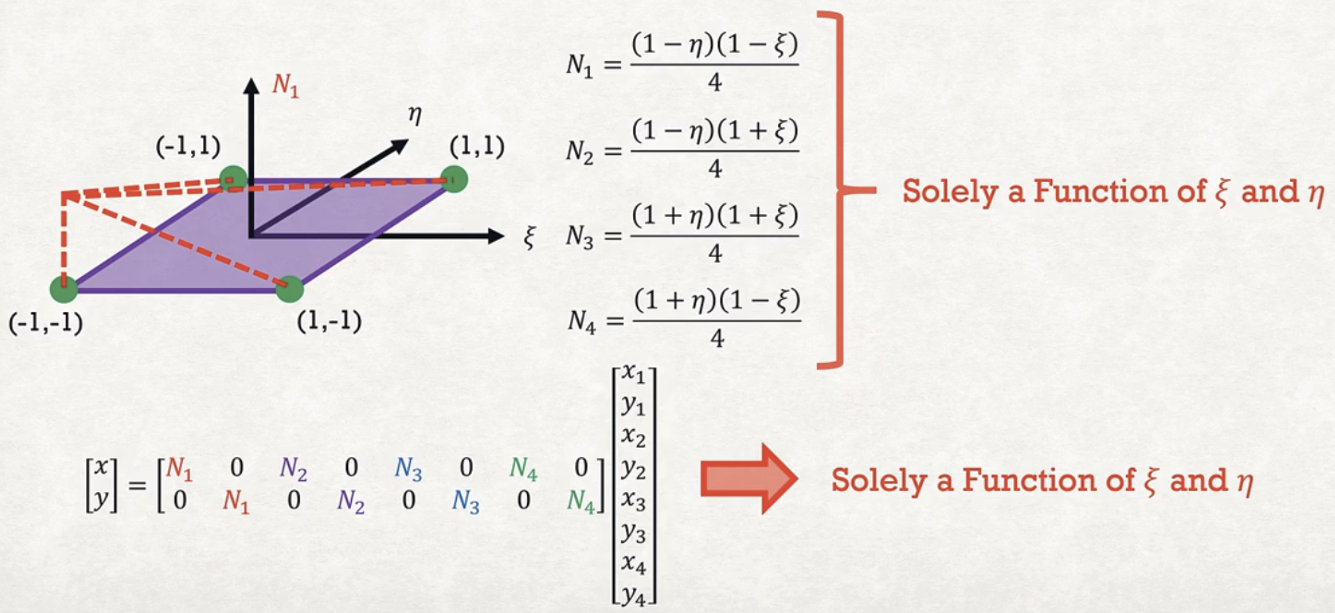 N₁
η
(-1,1)
(1,1)
ξ
(-1,-1)
(1,-1)
N₁ = (1 − η)(1 − ξ) / 4
N₂ = (1 − η)(1 + ξ) / 4
N₃ = (1 + η)(1 + ξ) / 4
N₄ = (1 + η)(1 − ξ) / 4
Solely a Function of ξ and η
[x y] = [N₁ 0 N₂ 0 N₃ 0 N₄ 0
0 N₁ 0 N₂ 0 N₃ 0 N₄]
[x₁
y₁
x₂
y₂
x₃
y₃
x₄
y₄]
Solely a Function of ξ and η